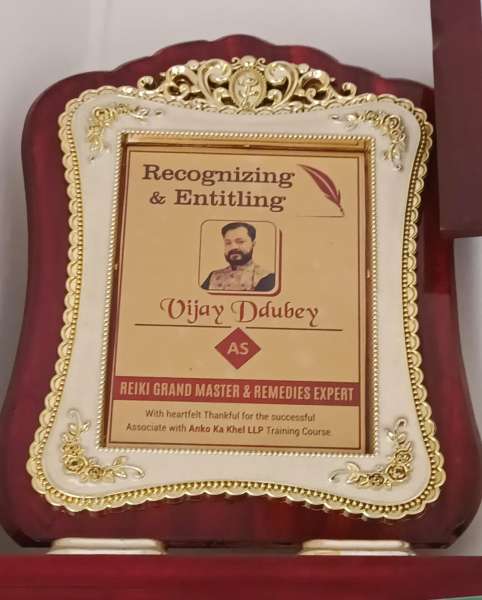 Recognizing
& Entitling
Vijay Ddubey
AS
REIKI GRAND MASTER & REMEDIES EXPERT
With heartfelt Thankful for the successful
Associate with Anko Ka Khel LLP Training Course.